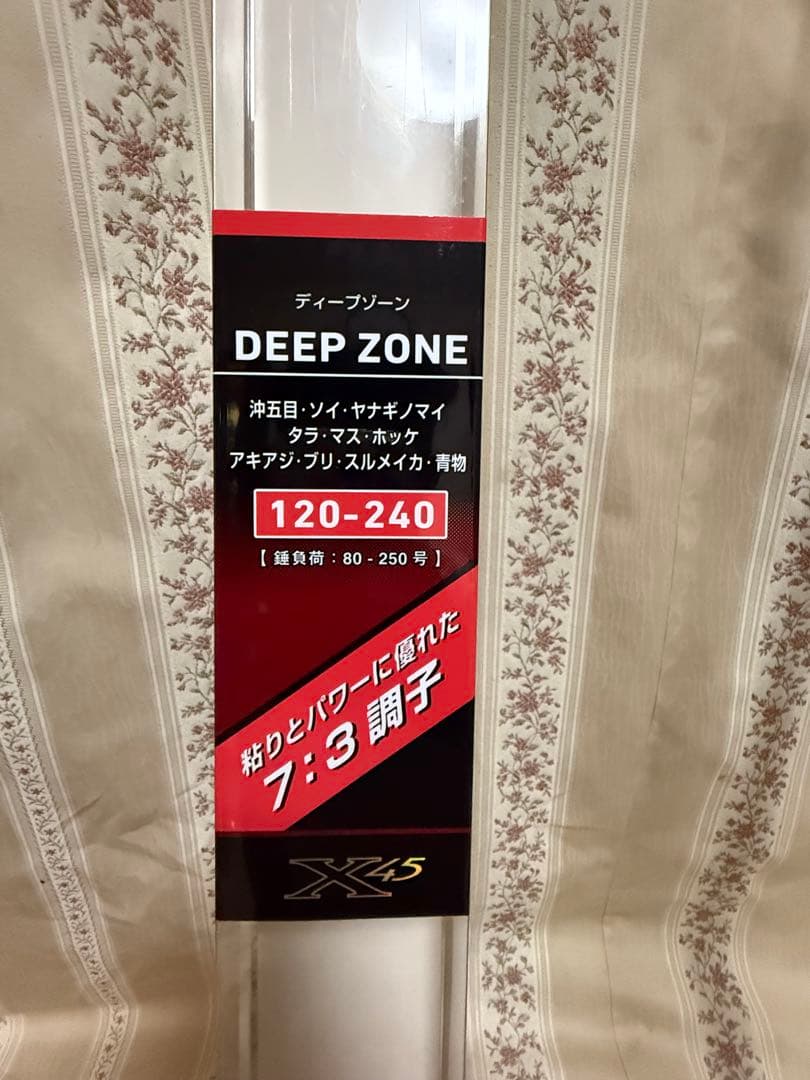 ディープゾーン
DEEP ZONE
沖五目・ソイ・ヤナギノマイ
タラ・マス・ホッケ
アキアジ・ブリ・スルメイカ・青物
120-240
【 錘負荷：80 - 250 号 】
粘りとパワーに優れた
7:3調子
X45